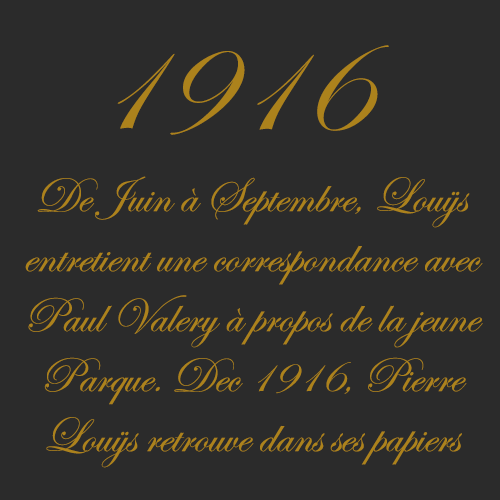 1916
De Juin à Septembre, Louÿs
entretient une correspondance avec
Paul Valery à propos de la jeune
Parque. Dec 1916, Pierre
Louÿs retrouve dans ses papiers